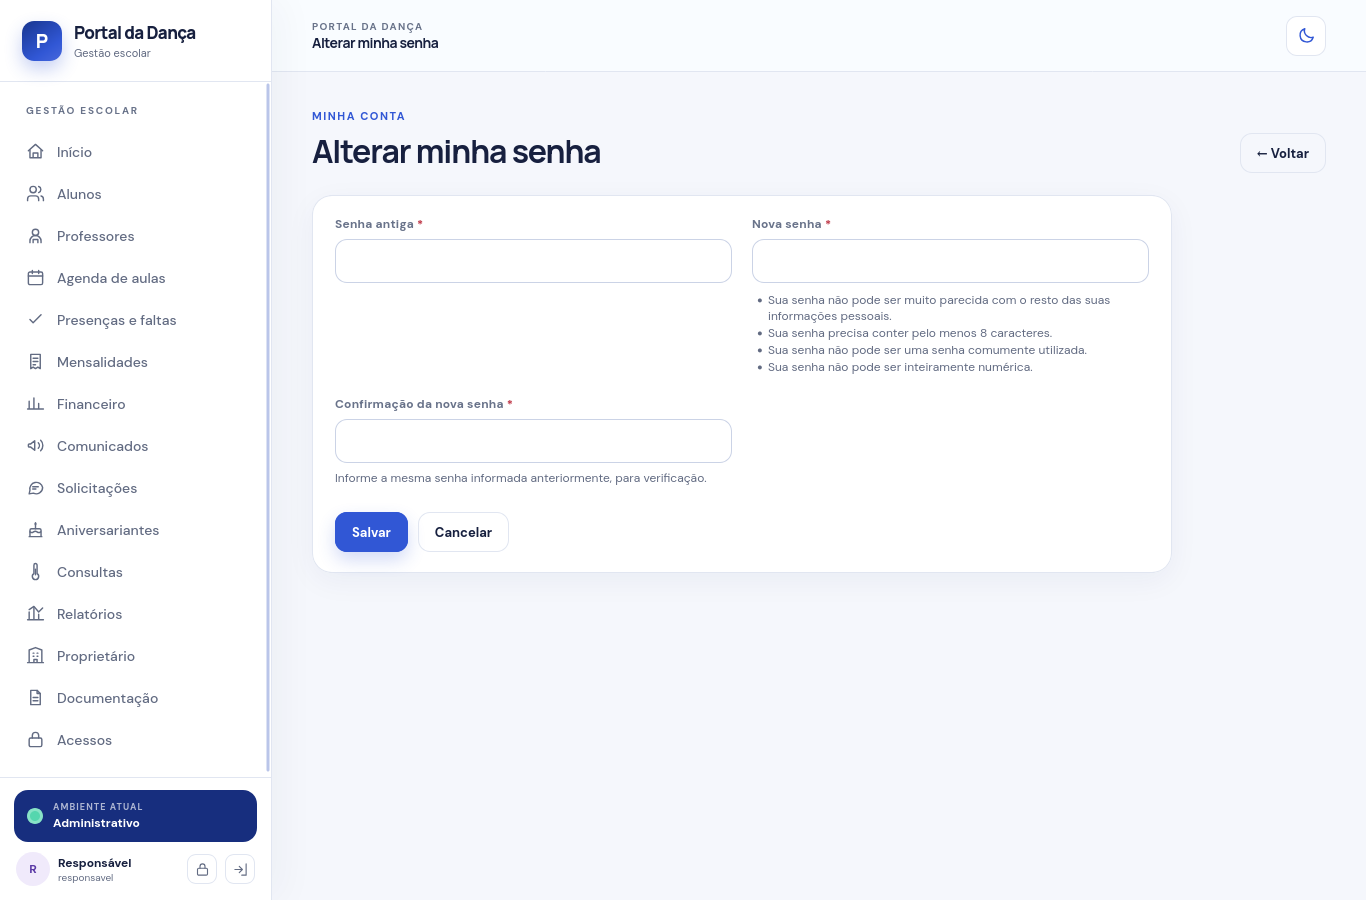 P
Portal da Dança
Gestão escolar
GESTÃO ESCOLAR
Início
Alunos
Professores
Agenda de aulas
Presenças e faltas
Mensalidades
Financeiro
Comunicados
Solicitações
Aniversariantes
Consultas
Relatórios
Proprietário
Documentação
Acessos
AMBIENTE ATUAL
Administrativo
R
Responsável
responsavel
PORTAL DA DANÇA
Alterar minha senha
MINHA CONTA
Alterar minha senha
← Voltar
Senha antiga *
Nova senha *
• Sua senha não pode ser muito parecida com o resto das suas
informações pessoais.
• Sua senha precisa conter pelo menos 8 caracteres.
• Sua senha não pode ser uma senha comumente utilizada.
• Sua senha não pode ser inteiramente numérica.
Confirmação da nova senha *
Informe a mesma senha informada anteriormente, para verificação.
Salvar
Cancelar